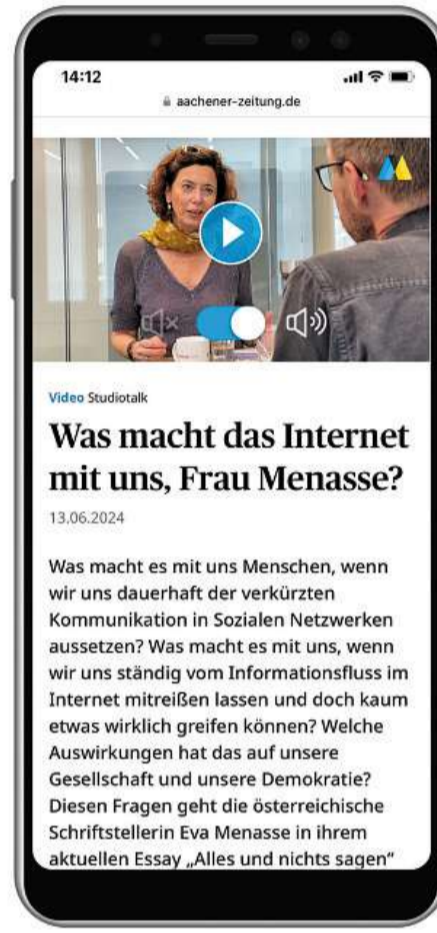 14:12
aachener-zeitung.de
Video Studiotalk
Was macht das Internet
mit uns, Frau Menasse?
13.06.2024
Was macht es mit uns Menschen, wenn
wir uns dauerhaft der verkürzten
Kommunikation in Sozialen Netzwerken
aussetzen? Was macht es mit uns, wenn
wir uns ständig vom Informationsfluss im
Internet mitreißen lassen und doch kaum
etwas wirklich greifen können? Welche
Auswirkungen hat das auf unsere
Gesellschaft und unsere Demokratie?
Diesen Fragen geht die österreichische
Schriftstellerin Eva Menasse in ihrem
aktuellen Essay „Alles und nichts sagen“